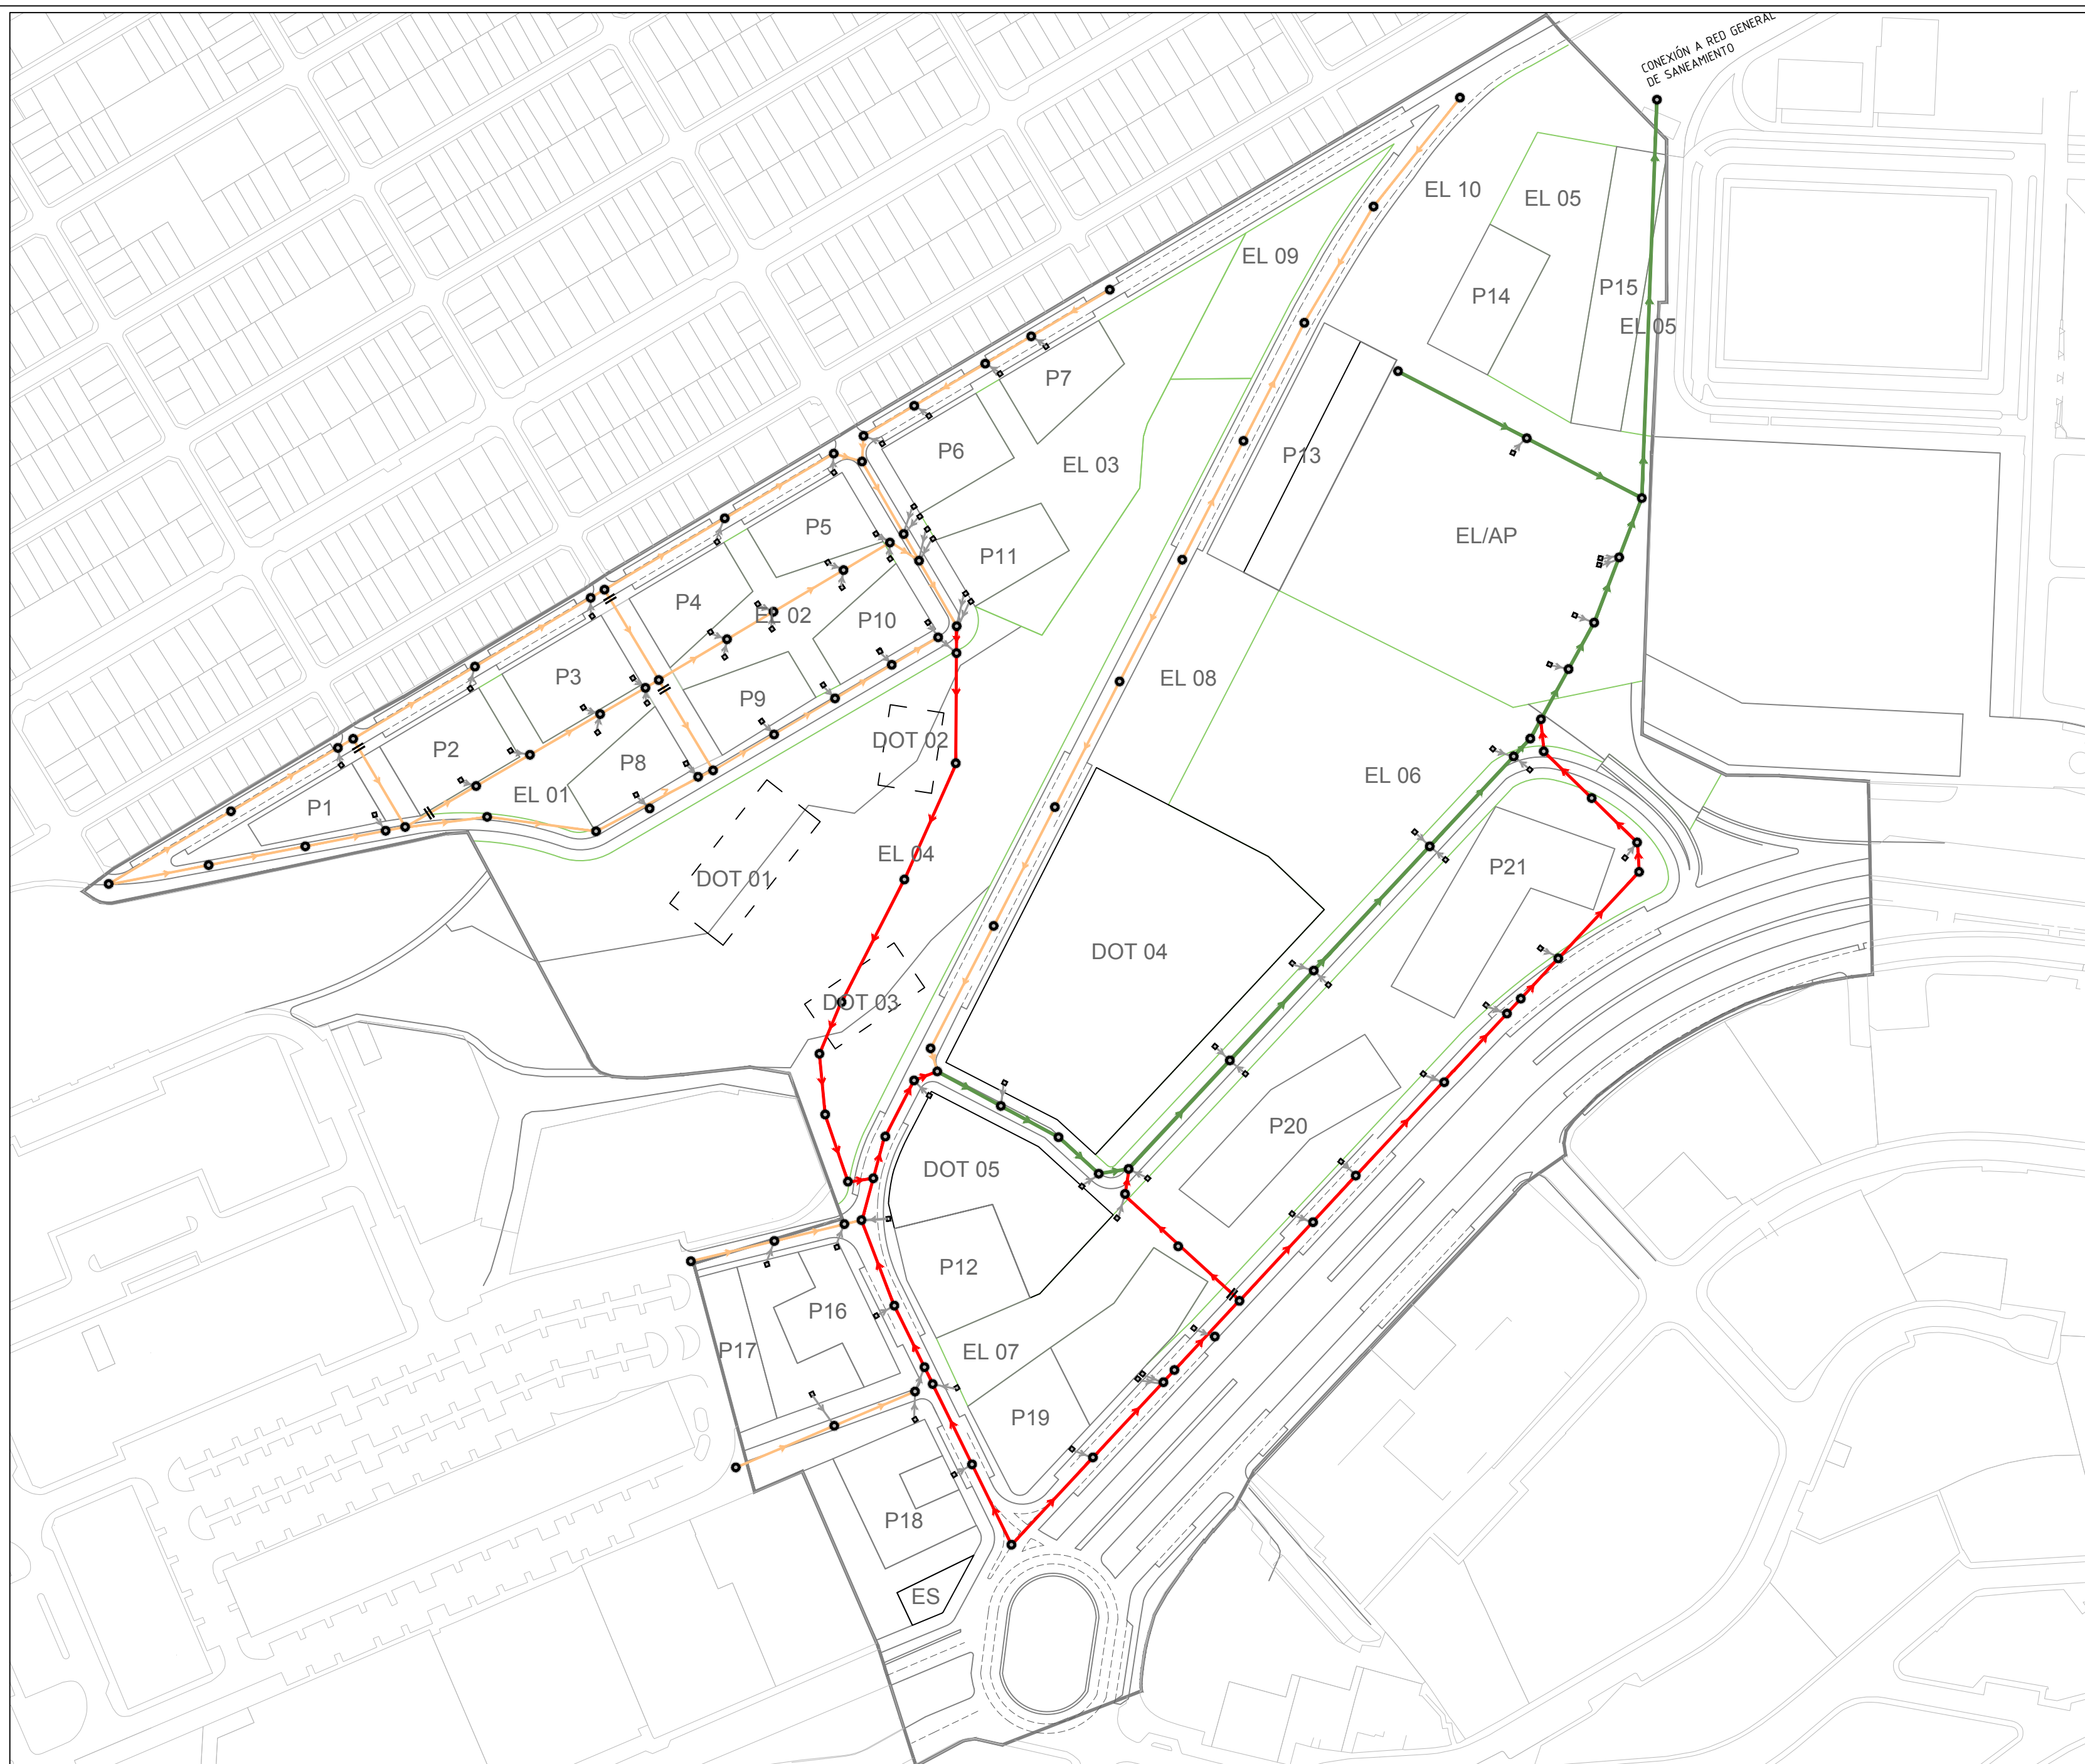 CONEXIÓN A RED GENERAL
DE SANEAMIENTO
EL 10
EL 05
EL 09
P14
P15
EL 05
P7
P6
EL 03
P13
P5
EL/AP
P11
P4
EL 02
P10
P3
EL 08
P9
P2
DOT 02
P8
EL 06
EL 01
P1
EL 04
P21
DOT 01
DOT 04
DOT 03
P20
DOT 05
P12
P16
P17
EL 07
P19
P18
ES